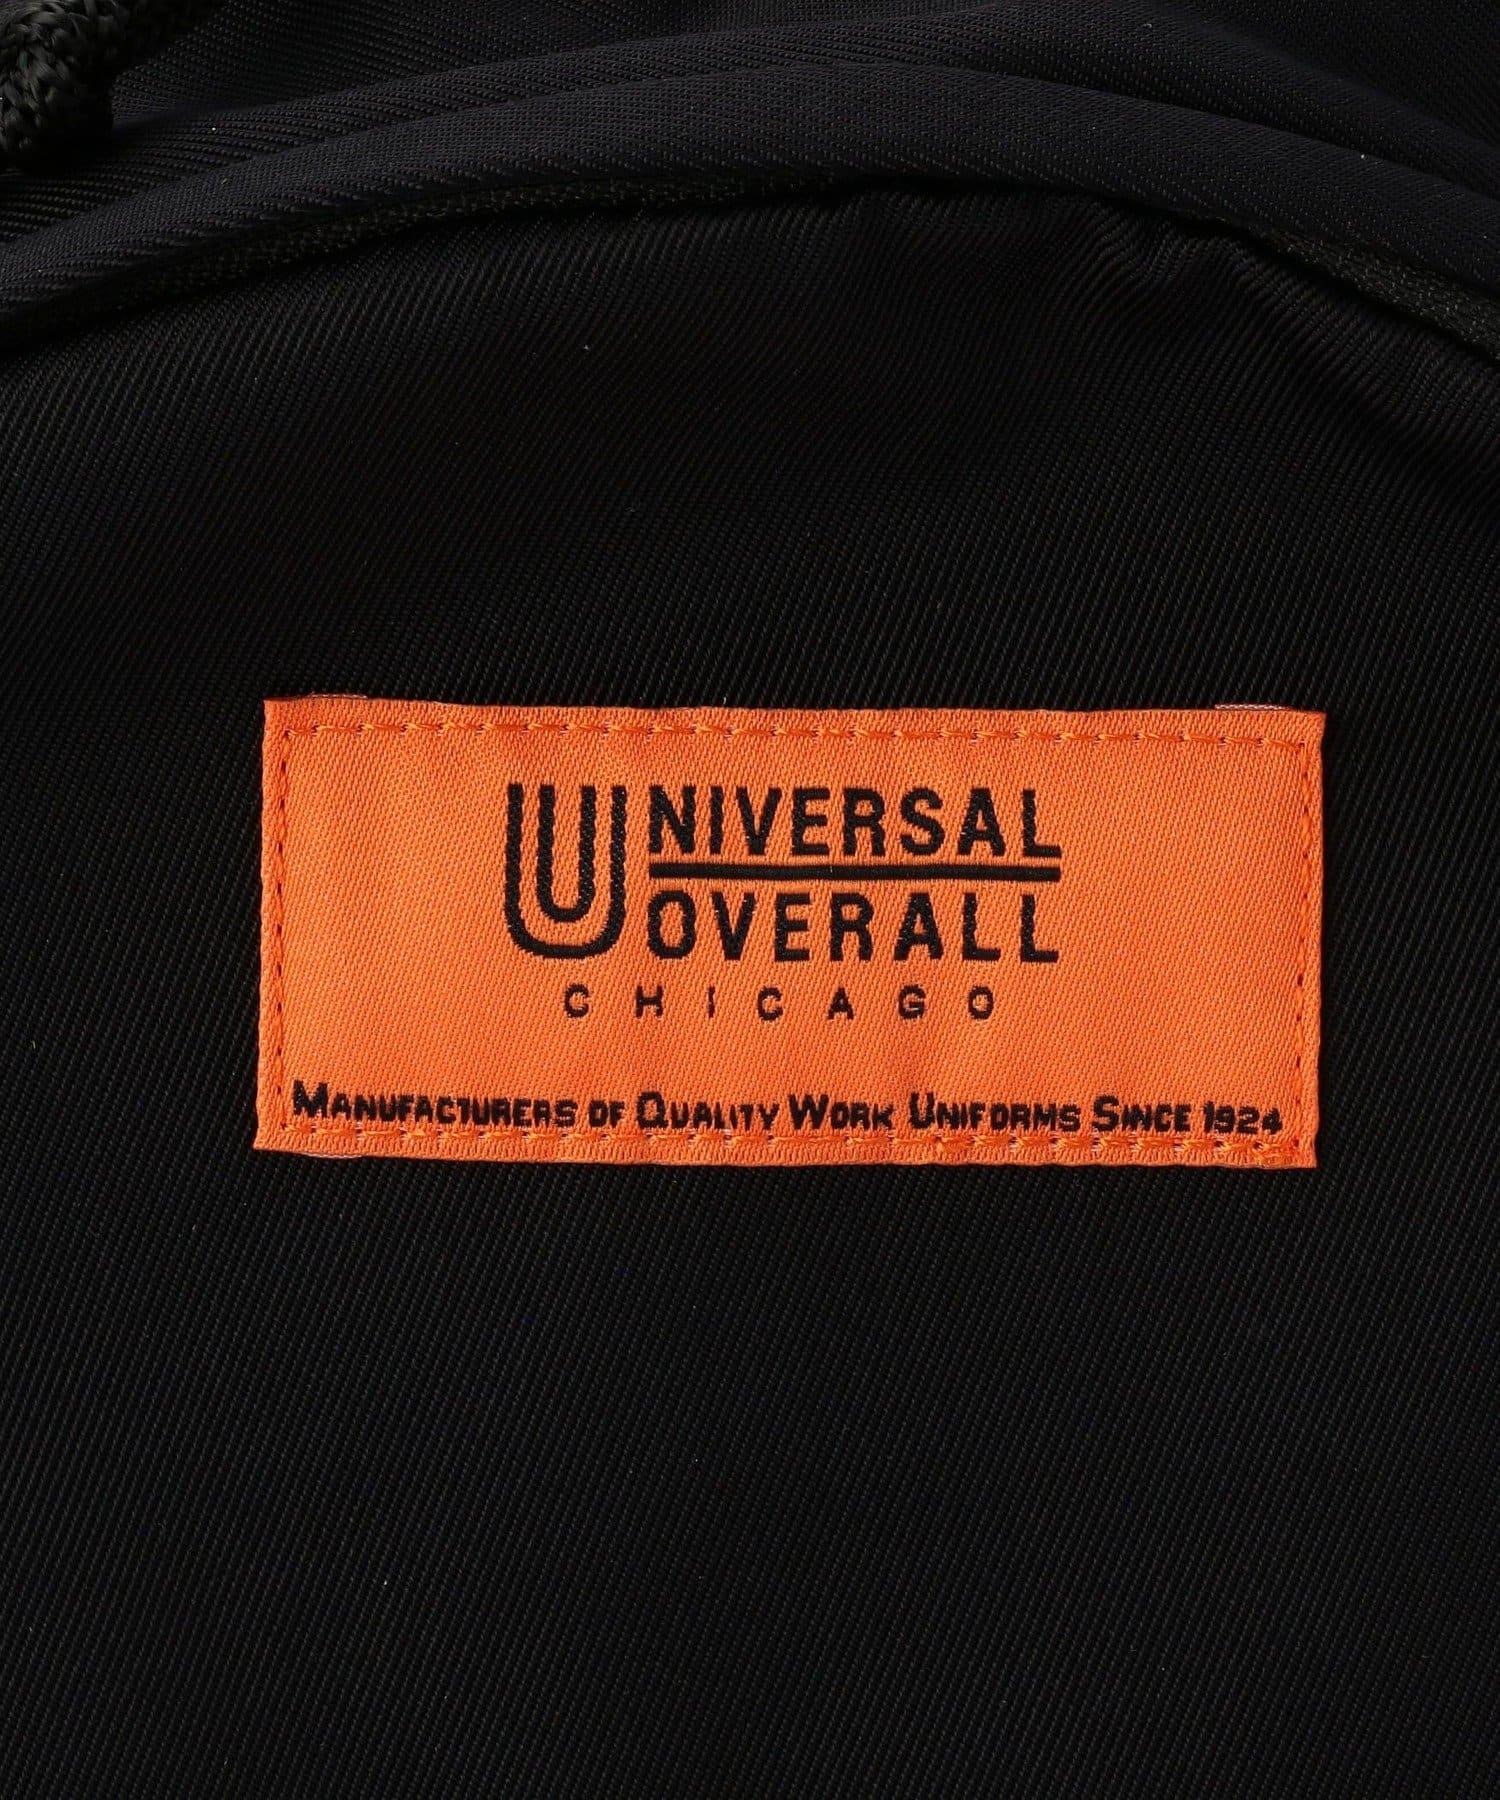 UNIVERSAL
OVERALL
CHICAGO
MANUFACTURERS OF QUALITY WORK UNIFORMS SINCE 1924